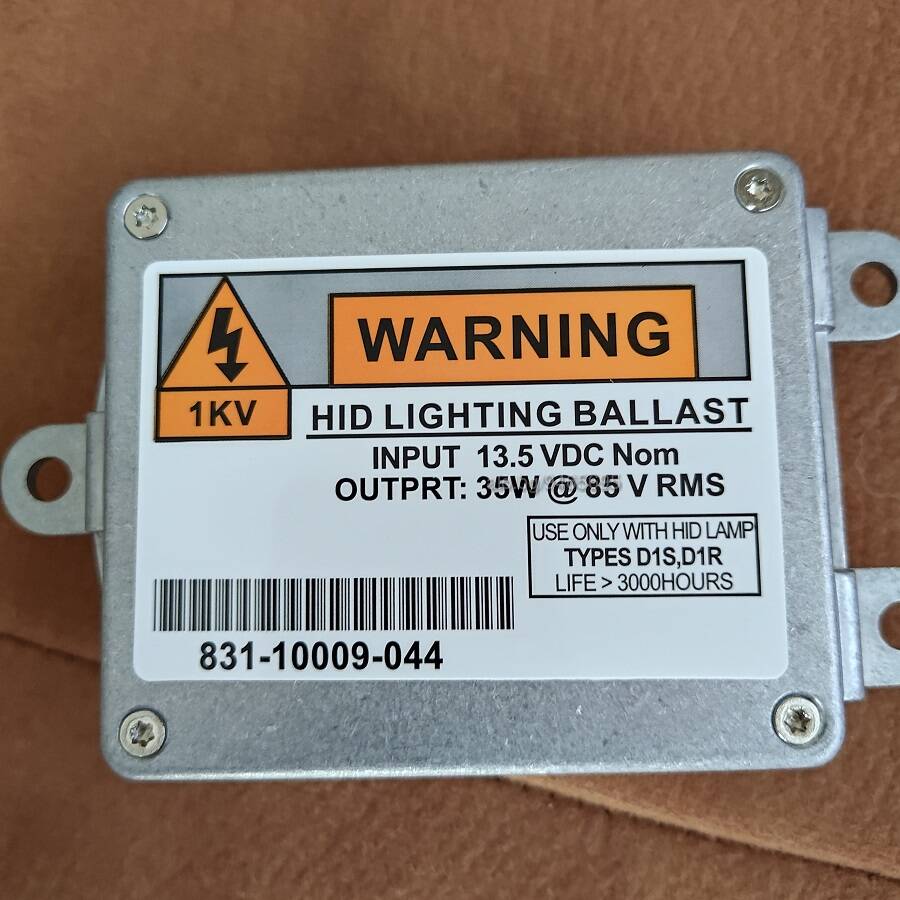 WARNING
1KV
HID LIGHTING BALLAST
INPUT 13.5 VDC Nom
OUTPRT: 35W @ 85 V RMS
USE ONLY WITH HID LAMP
TYPES D1S,D1R
LIFE > 3000HOURS
831-10009-044